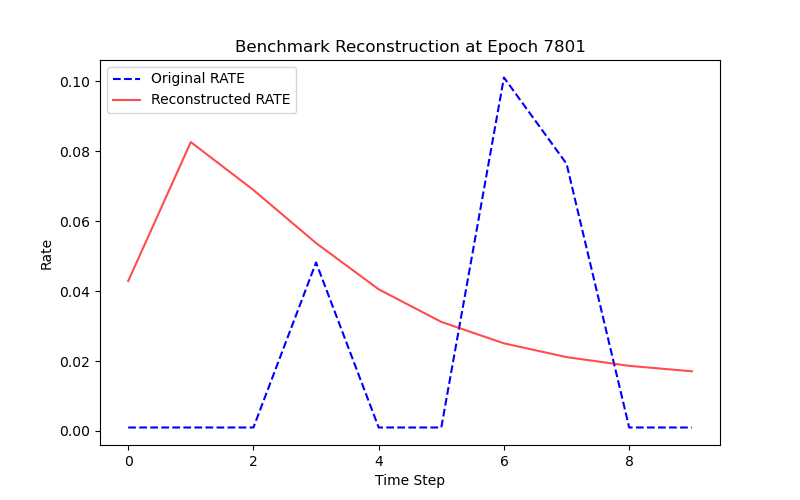 Benchmark Reconstruction at Epoch 7801
Original RATE
Reconstructed RATE
0.10
0.08
0.06
0.04
0.02
0.00
Rate
0 2 4 6 8
Time Step